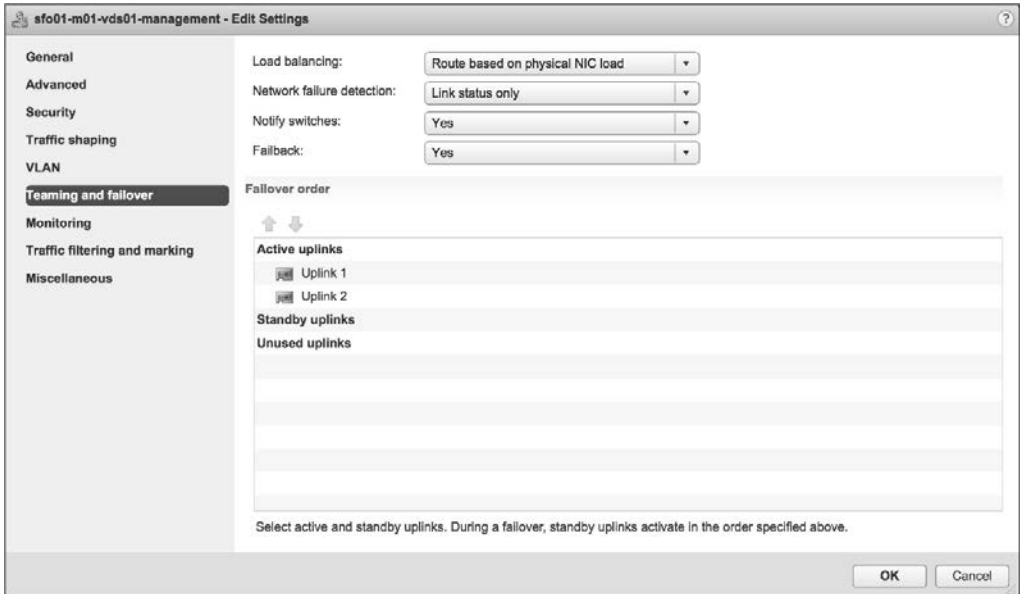 sfo01-m01-vds01-management - Edit Settings
?
General
Advanced
Security
Traffic shaping
VLAN
Teaming and failover
Monitoring
Traffic filtering and marking
Miscellaneous
Load balancing: Route based on physical NIC load
Network failure detection: Link status only
Notify switches: Yes
Failback: Yes
Failover order
Active uplinks
Uplink 1
Uplink 2
Standby uplinks
Unused uplinks
Select active and standby uplinks. During a failover, standby uplinks activate in the order specified above.
OK Cancel